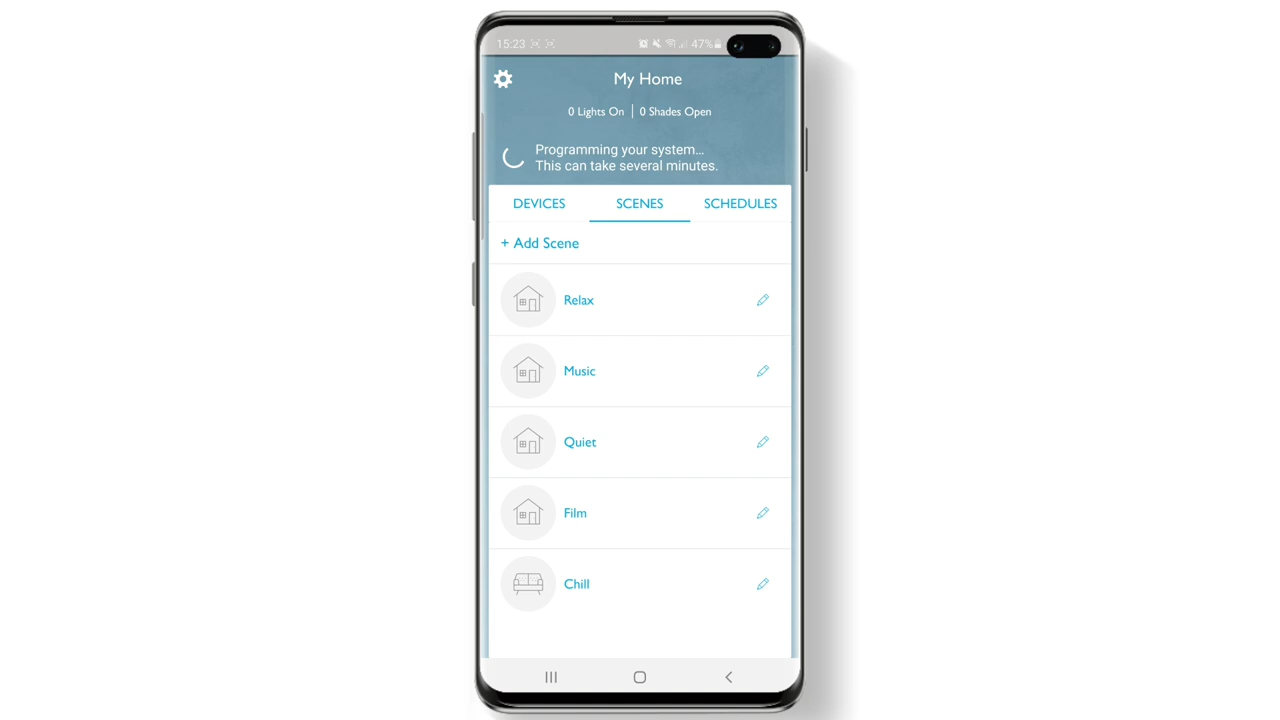 15:23 47%
My Home
0 Lights On | 0 Shades Open
Programming your system...
This can take several minutes.
DEVICES SCENES SCHEDULES
+ Add Scene
Relax
Music
Quiet
Film
Chill